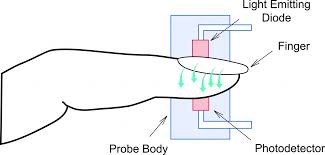 Light Emitting
Diode
Finger
Probe Body
Photodetector